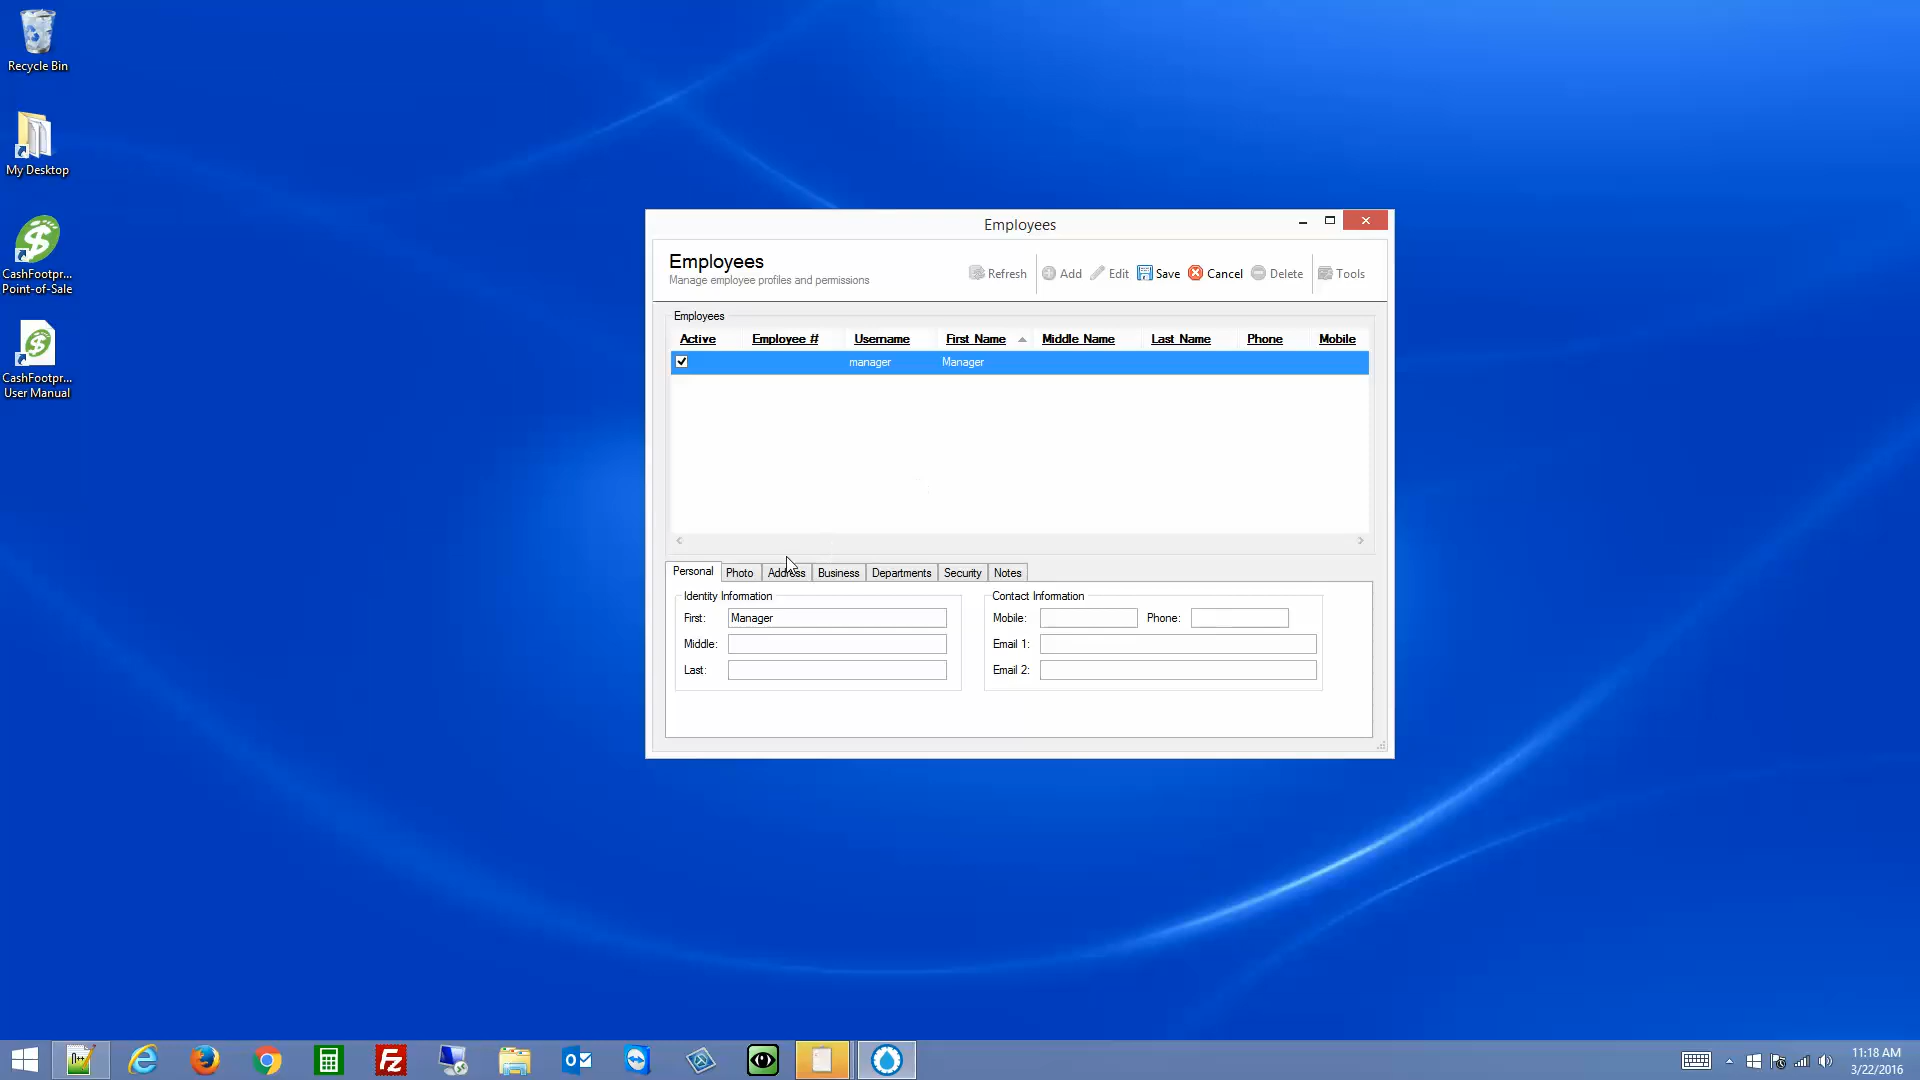 Recycle Bin
My Desktop
CashFootpr...
Point-of-Sale
CashFootpr...
User Manual
Employees
Employees
Manage employee profiles and permissions
Refresh Add Edit Save Cancel Delete Tools
Employees
Active Employee # Username First Name Middle Name Last Name Phone Mobile
manager Manager
Personal Photo Address Business Departments Security Notes
Identity Information
First: Manager
Middle:
Last:
Contact Information
Mobile: Phone:
Email 1:
Email 2:
11:18 AM
3/22/2016